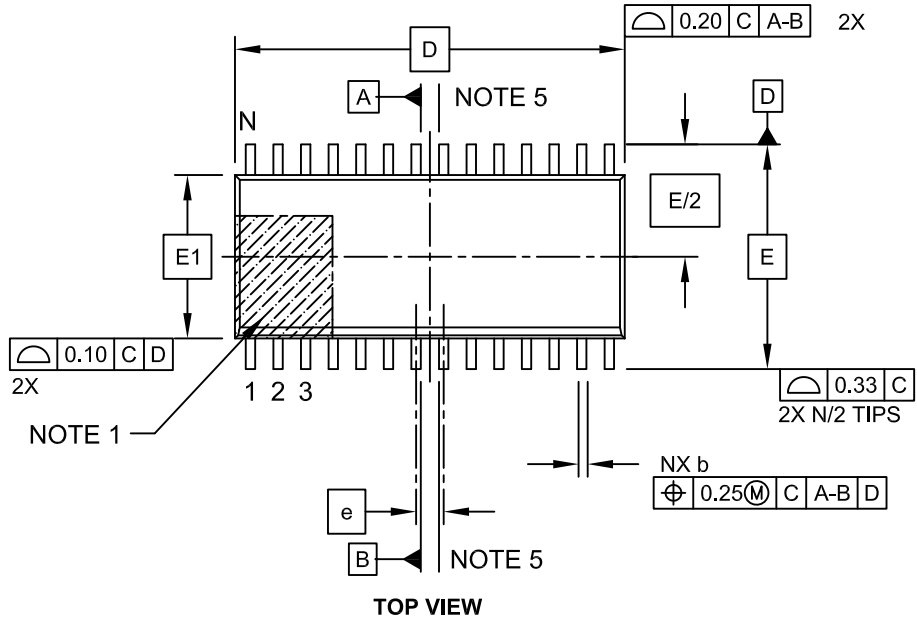 ⌓ 0.20 C A-B 2X
D
A NOTE 5
D
N
E/2
E1
E
⌓ 0.10 C D
2X
1 2 3
⌓ 0.33 C
2X N/2 TIPS
NOTE 1
NX b
⌖ 0.25Ⓜ C A-B D
e
B NOTE 5
TOP VIEW